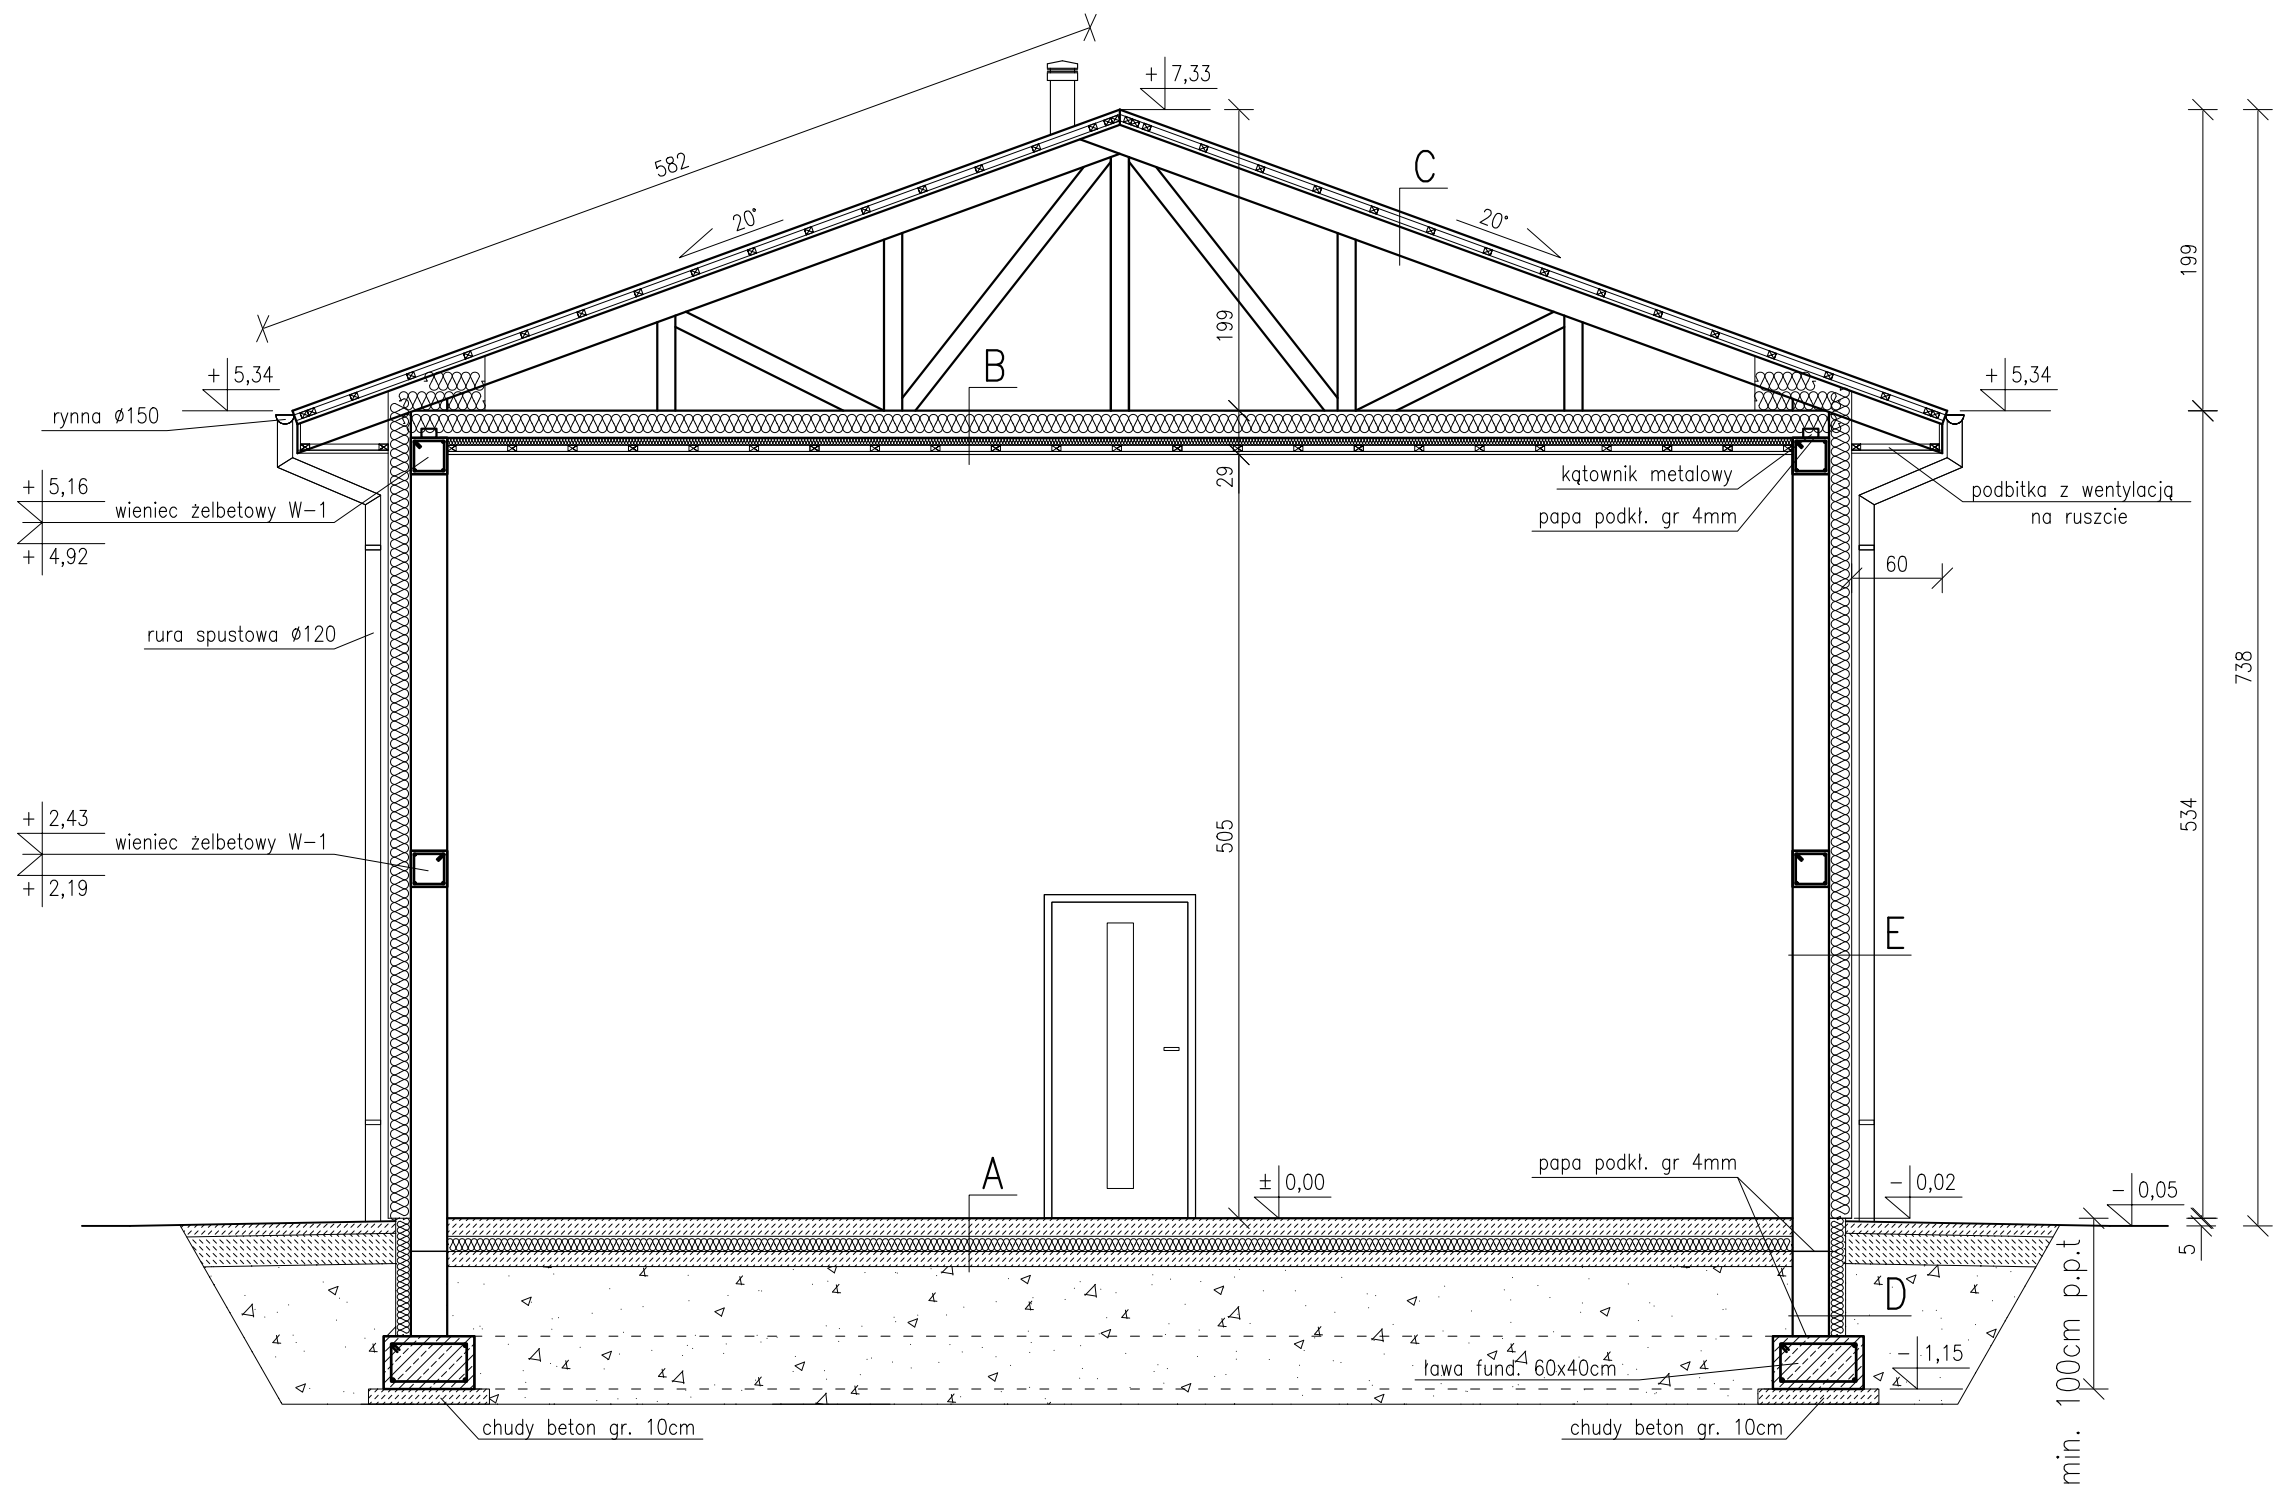 + 7,33
582
C
20°
20°
199
199
B
+ 5,34
+ 5,34
rynna ø150
29
kątownik metalowy
+ 5,16
wieniec żelbetowy W-1
+ 4,92
papa podkł. gr 4mm
podbitka z wentylacją
na ruszcie
60
rura spustowa ø120
738
534
505
+ 2,43
wieniec żelbetowy W-1
+ 2,19
E
papa podkł. gr 4mm
A
± 0,00
- 0,02
- 0,05
5
D
ława fund. 60x40cm
- 1,15
min. 100cm p.p.t
chudy beton gr. 10cm
chudy beton gr. 10cm